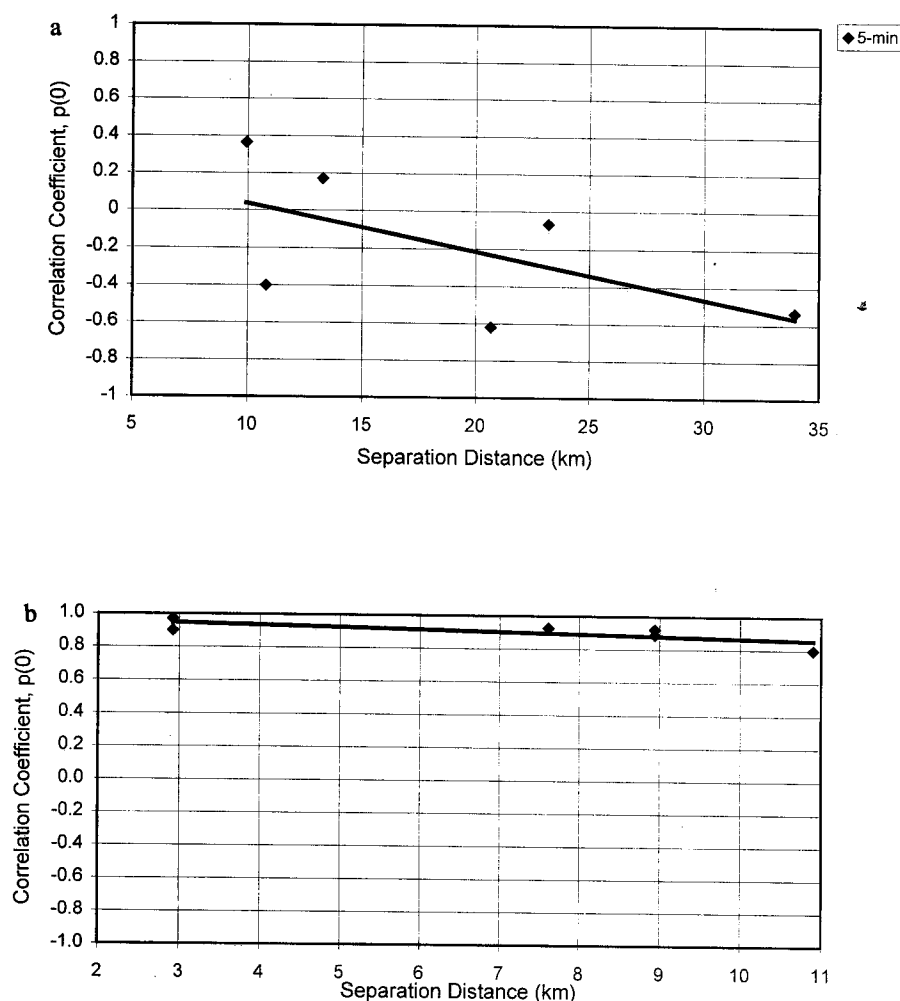 a
5-min
Correlation Coefficient, p(0)
1
0.8
0.6
0.4
0.2
0
-0.2
-0.4
-0.6
-0.8
-1
5 10 15 20 25 30 35
Separation Distance (km)
b
Correlation Coefficient, p(0)
1.0
0.8
0.6
0.4
0.2
0.0
-0.2
-0.4
-0.6
-0.8
-1.0
2 3 4 5 6 7 8 9 10 11
Separation Distance (km)